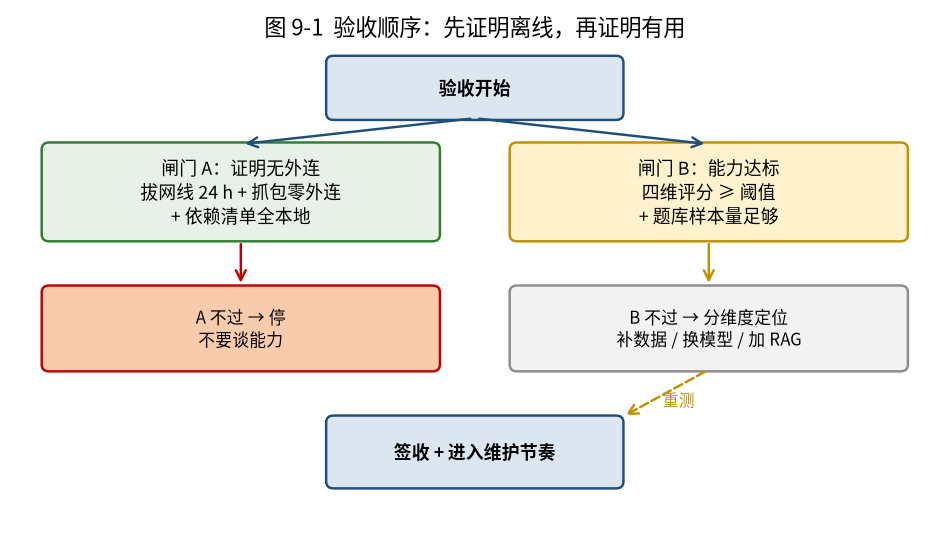 图 9-1 验收顺序：先证明离线，再证明有用
验收开始
闸门 A：证明无外连
拔网线 24 h + 抓包零外连
+ 依赖清单全本地
闸门 B：能力达标
四维评分 ≥ 阈值
+ 题库样本量足够
A 不过 → 停
不要谈能力
B 不过 → 分维度定位
补数据 / 换模型 / 加 RAG
重测
签收 + 进入维护节奏